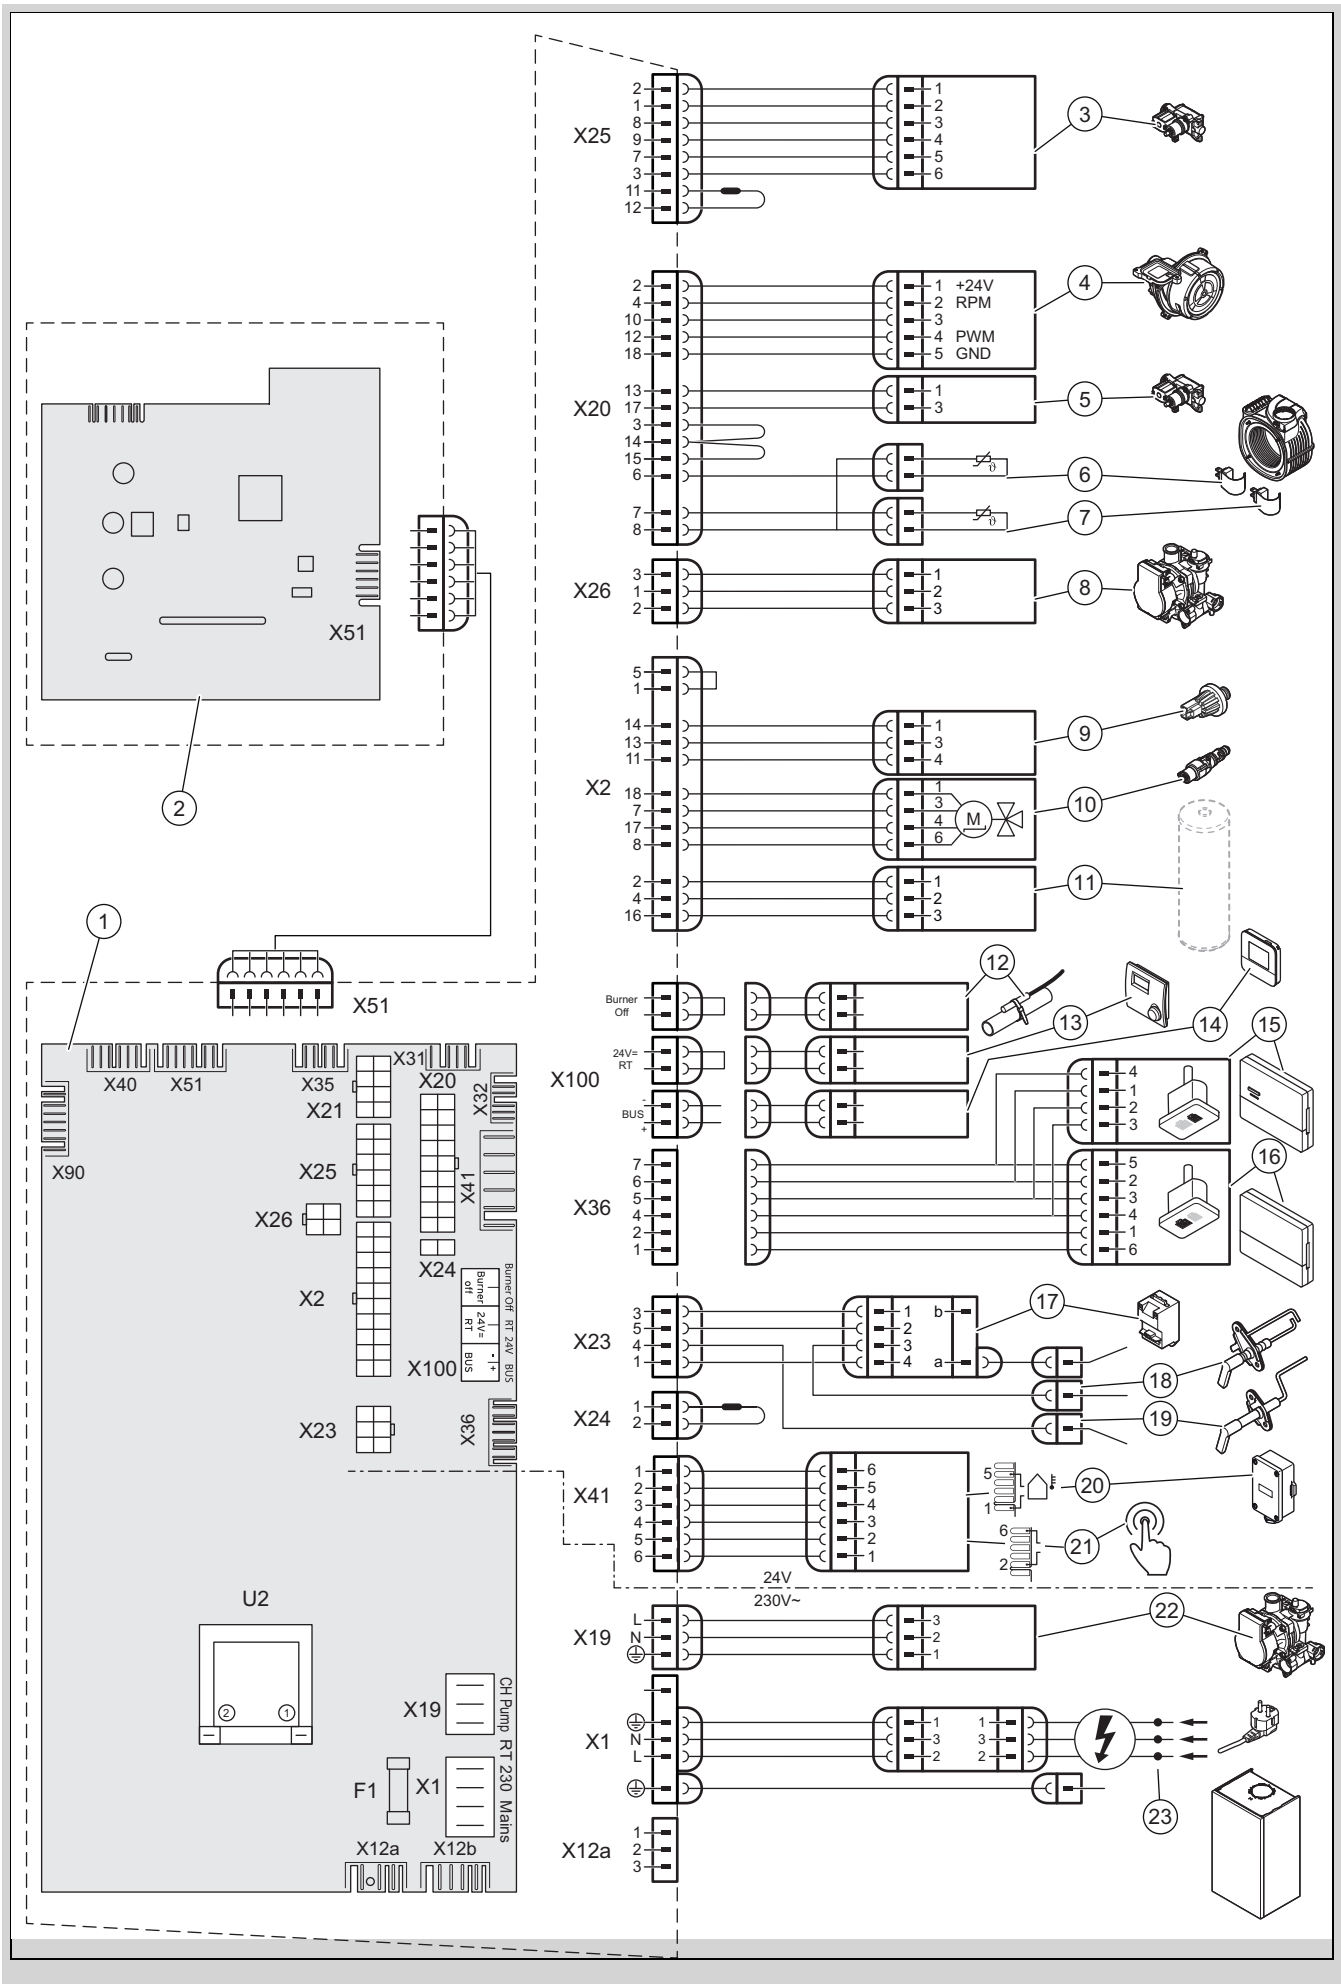 X25
2 1
1 2
8 3
9 4
7 5
3 6
11
12
3
X20
2 1 +24V
4 2 RPM
10 3
12 4 PWM
18 5 GND
4
13 1
17 3
5
3
14
15
6
ϑ
6
7
8
ϑ
7
X26
3 1
1 2
2 3
8
X2
5
1
14 1
13 3
11 4
9
18 1
7 3
17 4
8 6
M
10
2 1
4 2
16 3
11
X51
2
1
X51
X100
Burner
Off
12
24V=
RT
13
-
BUS
+
14
4
1
2
3
15
X36
7 5
6 2
5 3
4 4
2 1
1 6
16
X23
3 1 b
5 2
4 3
1 4 a
17
18
19
X24
1
2
X41
1 6
2 5
3 4
4 3
5 2
6 1
5
1
20
6
2
21
24V
230V~
X19
L 3
N 2
1
22
X1
1 1
N 3 3
L 2 2
23
X12a
1
2
3
X40
X51
X35
X31
X20
X32
X21
X90
X25
X41
X26
X24
X2
Burner
off
24V=
RT
BUS
-
+
Burner Off RT 24V BUS
X100
X23
X36
U2
2
1
X19
CH Pump RT 230 Mains
F1
X1
X12a
X12b